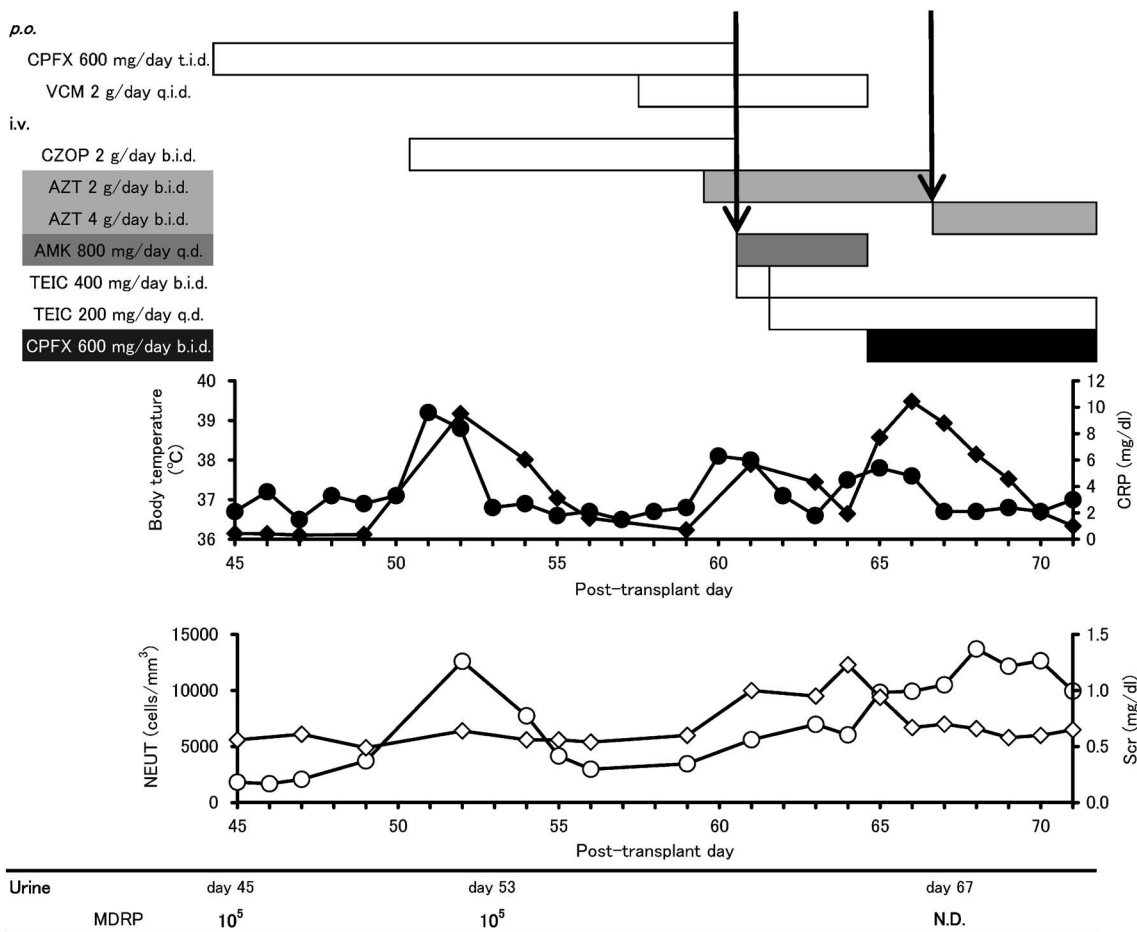 p.o.
CPFX 600 mg/day t.i.d.
VCM 2 g/day q.i.d.
i.v.
CZOP 2 g/day b.i.d.
AZT 2 g/day b.i.d.
AZT 4 g/day b.i.d.
AMK 800 mg/day q.d.
TEIC 400 mg/day b.i.d.
TEIC 200 mg/day q.d.
CPFX 600 mg/day b.i.d.
Body temperature
(℃)
40
39
38
37
36
12
10
8
6
4
2
0
CRP (mg/dl)
45 50 55 60 65 70
Post-transplant day
NEUT (cells/mm³)
15000
10000
5000
0
1.5
1.0
0.5
0.0
Scr (mg/dl)
45 50 55 60 65 70
Post-transplant day
Urine day 45 day 53 day 67
MDRP 10⁵ 10⁵ N.D.